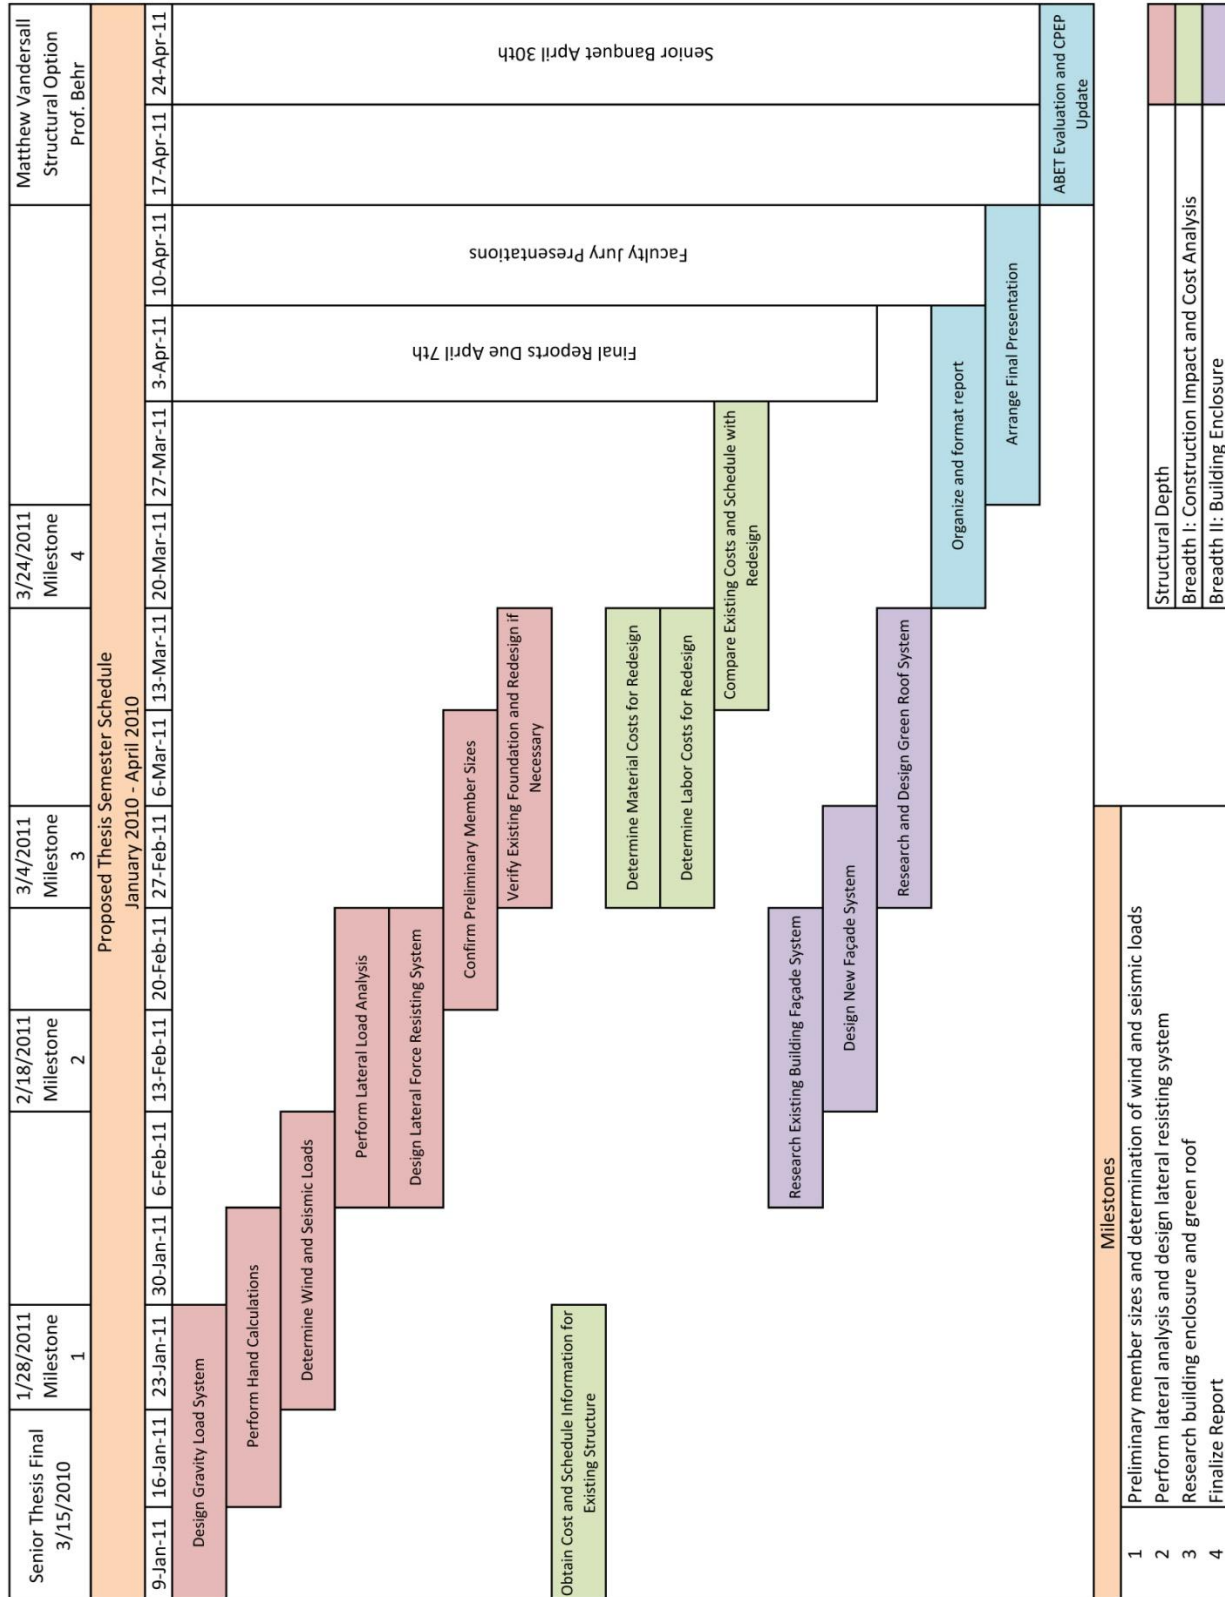 Senior Thesis Final
3/15/2010
1/28/2011
Milestone
1
2/18/2011
Milestone
2
3/4/2011
Milestone
3
3/24/2011
Milestone
4
Matthew Vandersall
Structural Option
Prof. Behr
Proposed Thesis Semester Schedule
January 2010 - April 2010
9-Jan-11 16-Jan-11 23-Jan-11 30-Jan-11 6-Feb-11 13-Feb-11 20-Feb-11 27-Feb-11 6-Mar-11 13-Mar-11 20-Mar-11 27-Mar-11 3-Apr-11 10-Apr-11 17-Apr-11 24-Apr-11
Design Gravity Load System
Perform Hand Calculations
Determine Wind and Seismic Loads
Perform Lateral Load Analysis
Design Lateral Force Resisting System
Confirm Preliminary Member Sizes
Verify Existing Foundation and Redesign if
Necessary
Obtain Cost and Schedule Information for
Existing Structure
Determine Material Costs for Redesign
Determine Labor Costs for Redesign
Compare Existing Costs and Schedule with
Redesign
Research Existing Building Façade System
Design New Façade System
Research and Design Green Roof System
Organize and format report
Arrange Final Presentation
ABET Evaluation and CPEP
Update
Final Reports Due April 7th
Faculty Jury Presentations
Senior Banquet April 30th
Milestones
1 Preliminary member sizes and determination of wind and seismic loads
2 Perform lateral analysis and design lateral resisting system
3 Research building enclosure and green roof
4 Finalize Report
Structural Depth
Breadth I: Construction Impact and Cost Analysis
Breadth II: Building Enclosure